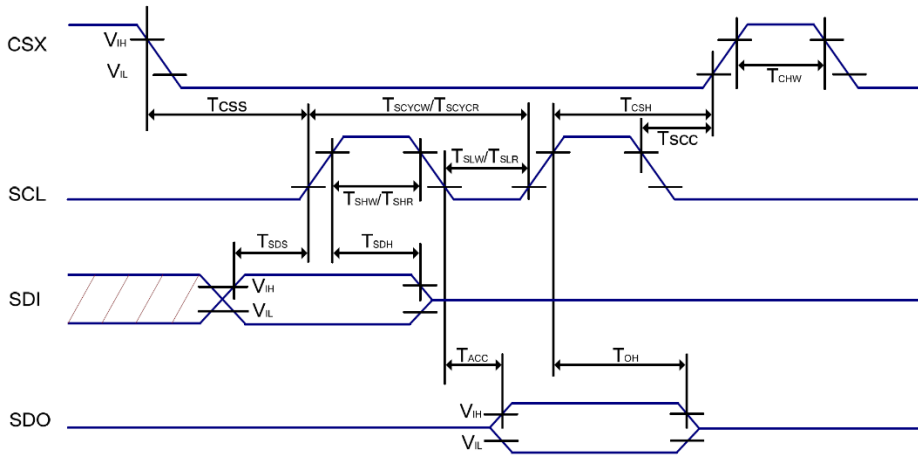 CSX
VIH
VIL
TCHW
TCSS
TSCYCW/TSCYCR
TCSH
TSCC
TSLW/TSLR
SCL
TSHW/TSHR
TSDS
TSDH
SDI
VIH
VIL
TACC
TOH
SDO
VIH
VIL